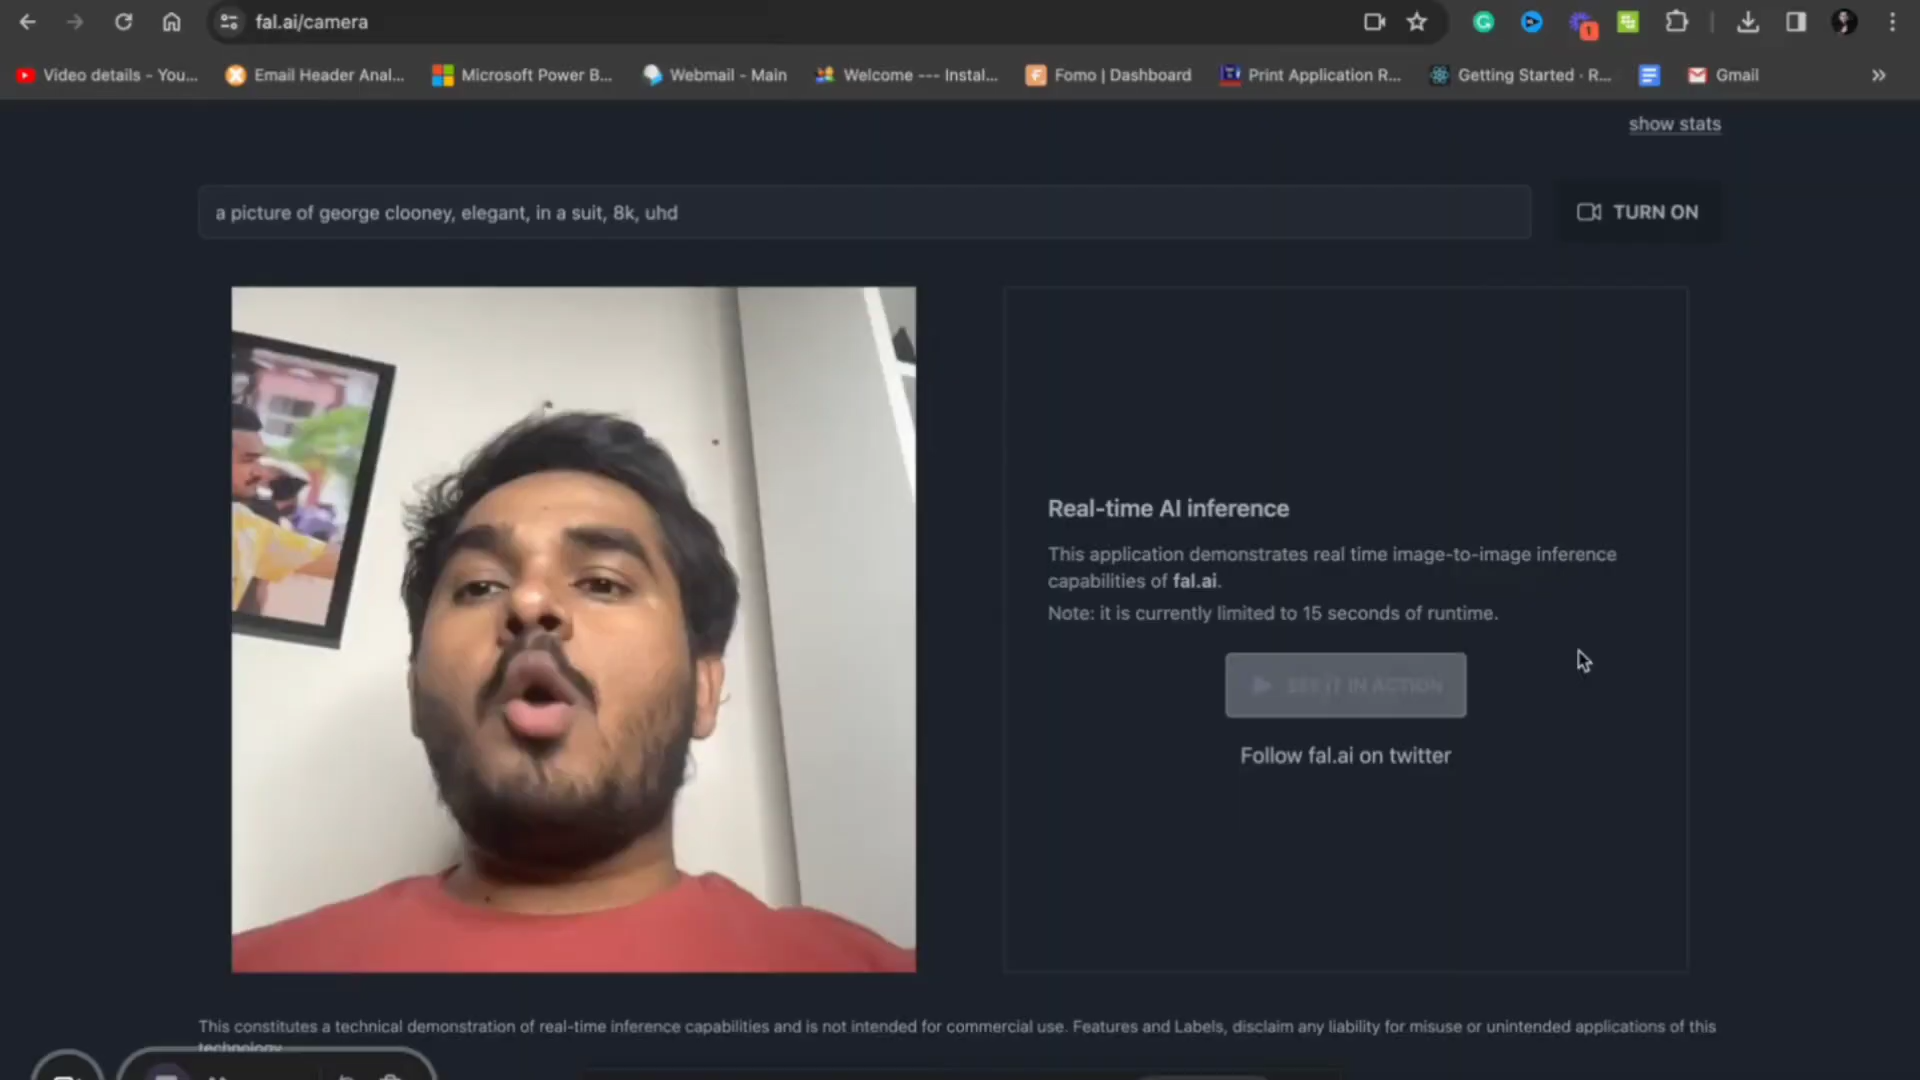 fal.ai/camera
Video details - You...
Email Header Anal...
Microsoft Power B...
Webmail - Main
Welcome --- Instal...
Fomo | Dashboard
Print Application R...
Getting Started · R...
Gmail
show stats
a picture of george clooney, elegant, in a suit, 8k, uhd
TURN ON
Real-time AI inference
This application demonstrates real time image-to-image inference
capabilities of fal.ai.
Note: it is currently limited to 15 seconds of runtime.
SEE IT IN ACTION
Follow fal.ai on twitter
This constitutes a technical demonstration of real-time inference capabilities and is not intended for commercial use. Features and Labels, disclaim any liability for misuse or unintended applications of this
technology.